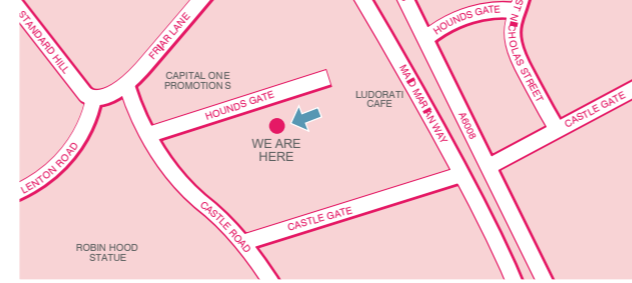 STANDARD HILL
FRIAR LANE
HOUNDS GATE
ST NICHOLAS STREET
CAPITAL ONE
PROMOTIONS
HOUNDS GATE
LUDORATI
CAFE
MAID MARIAN WAY
A6008
CASTLE GATE
WE ARE
HERE
LENTON ROAD
CASTLE ROAD
CASTLE GATE
ROBIN HOOD
STATUE